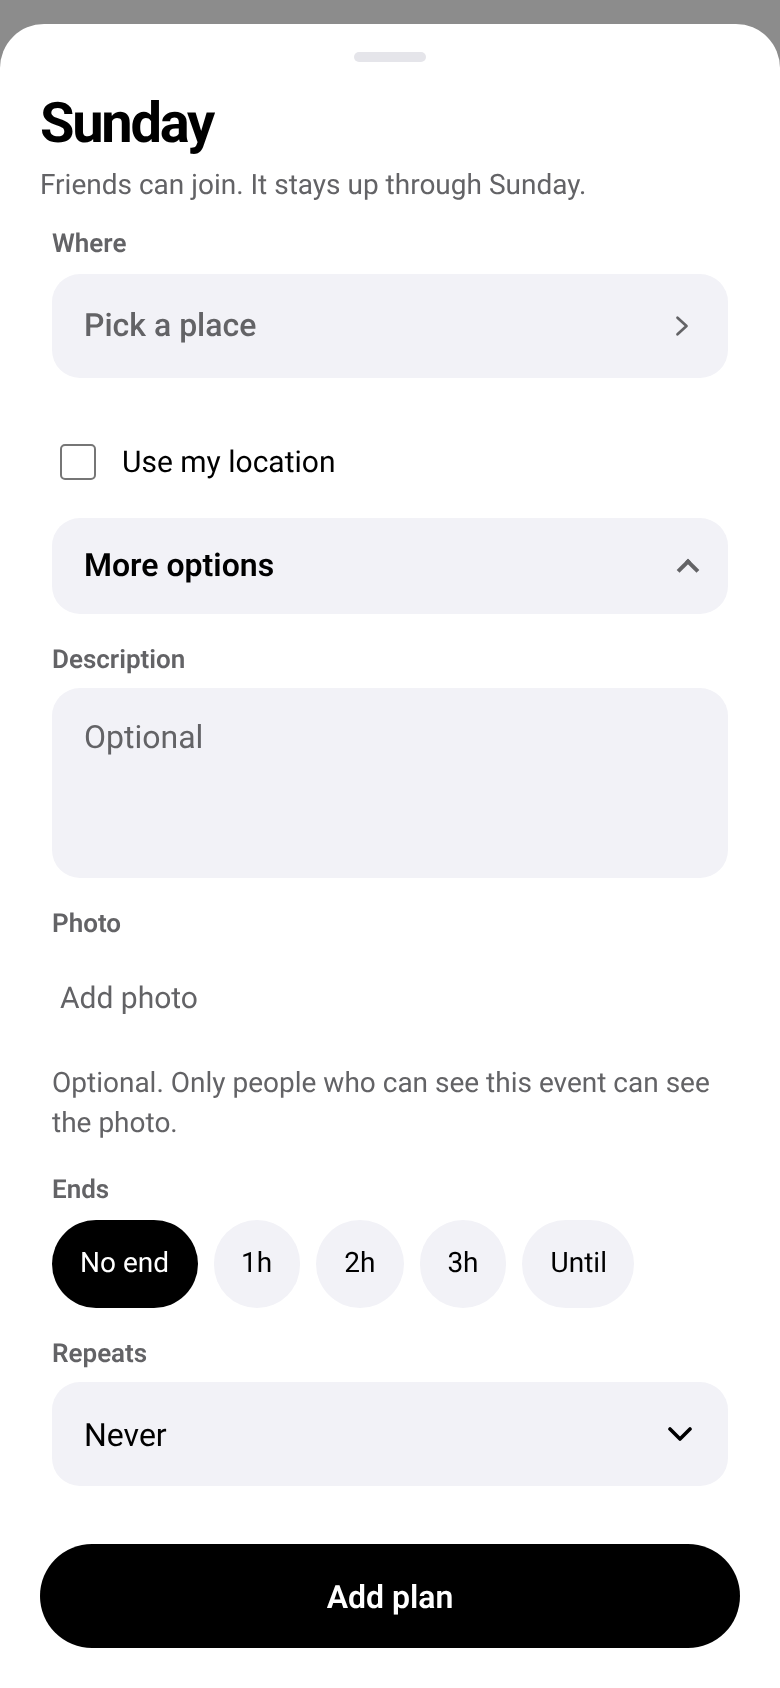 Sunday
Friends can join. It stays up through Sunday.
Where
Pick a place
Use my location
More options
Description
Optional
Photo
Add photo
Optional. Only people who can see this event can see
the photo.
Ends
No end 1h 2h 3h Until
Repeats
Never
Add plan